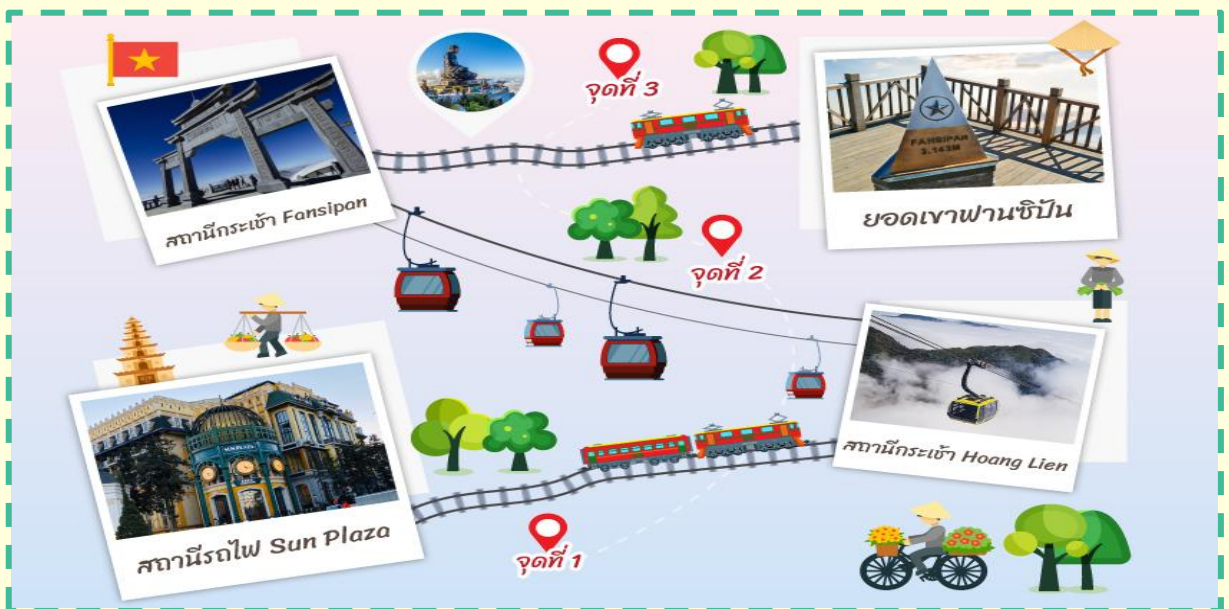 จุดที่ 3
FANSIPAN
3.143M
สถานีกระเช้า Fansipan
ยอดเขาฟานซิปัน
จุดที่ 2
SUN PLAZA
สถานีกระเช้า Hoang Lien
สถานีรถไฟ Sun Plaza
จุดที่ 1